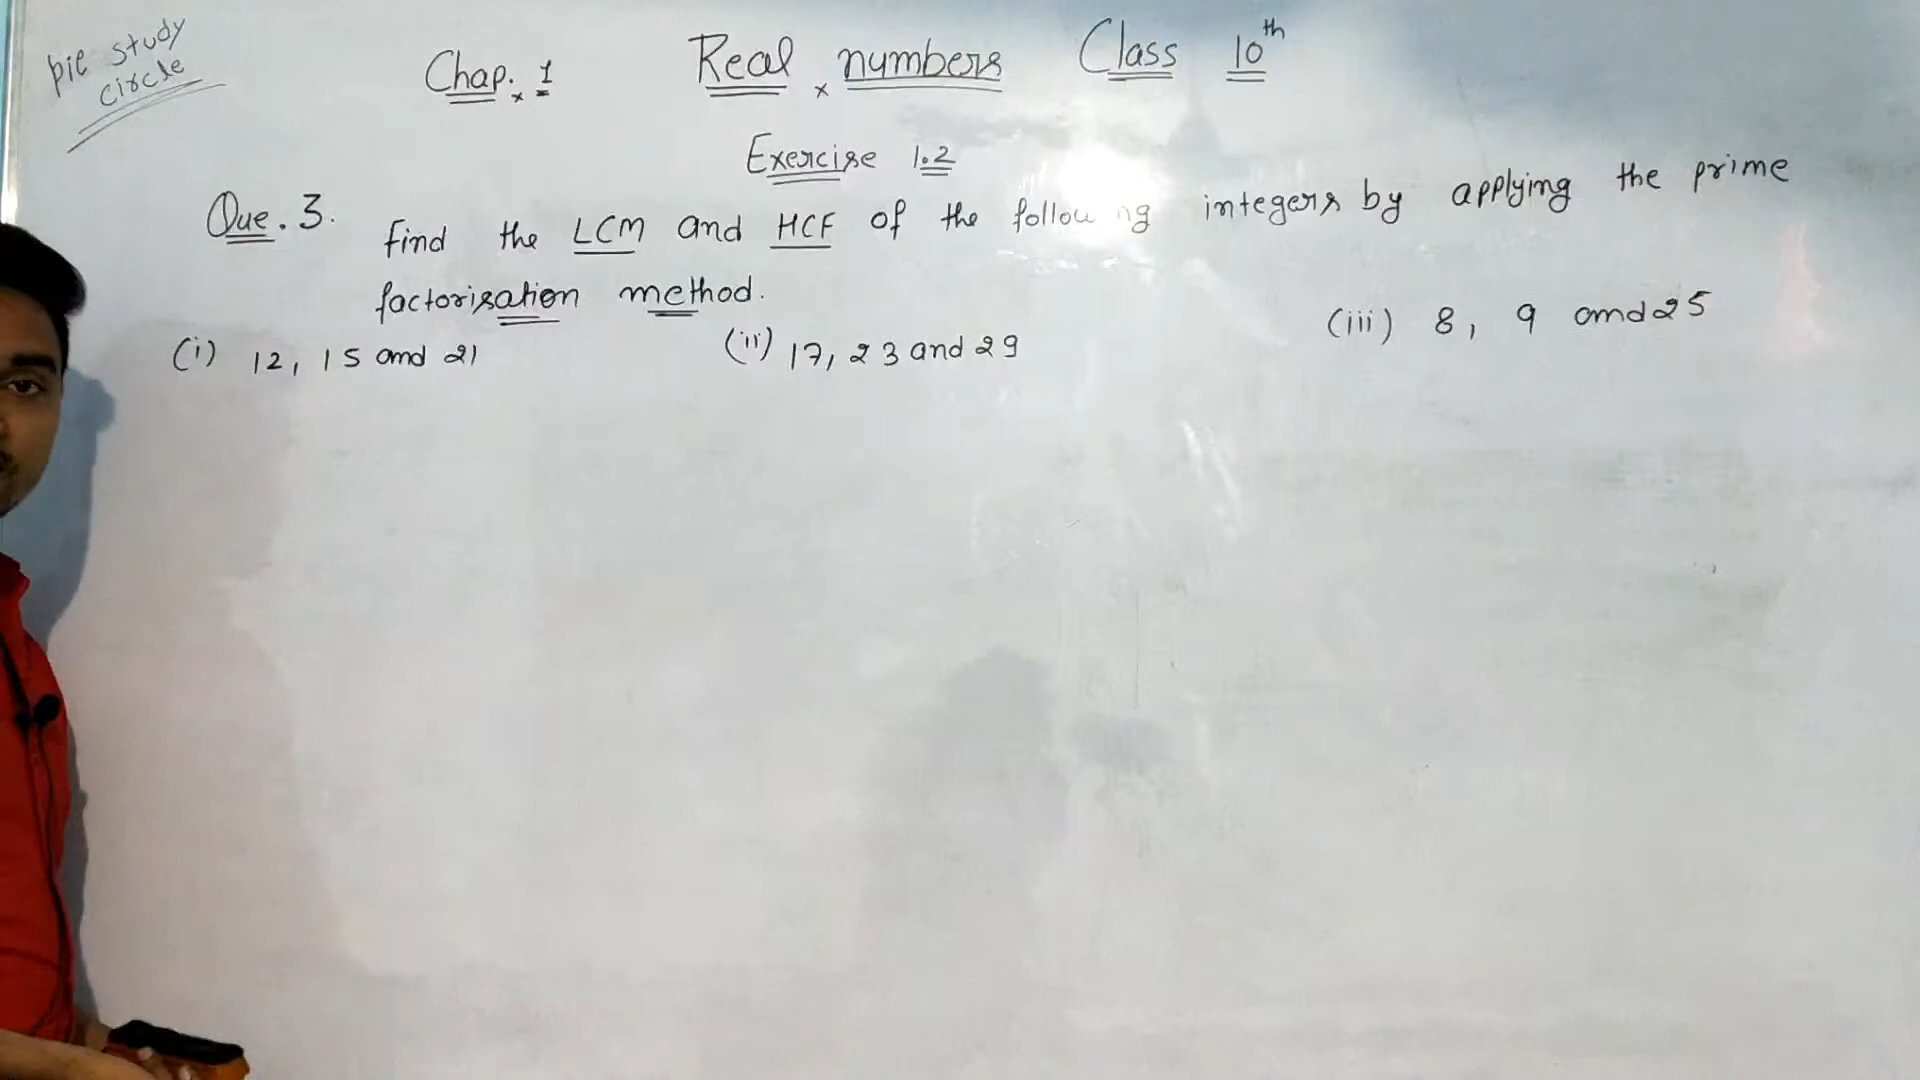 pie study
circle
Chap. 1 Real numbers Class 10th
Exercise 1.2
Que. 3. Find the LCM and HCF of the following integers by applying the prime
factorisation method.
(i) 12, 15 and 21 (ii) 17, 23 and 29 (iii) 8, 9 and 25